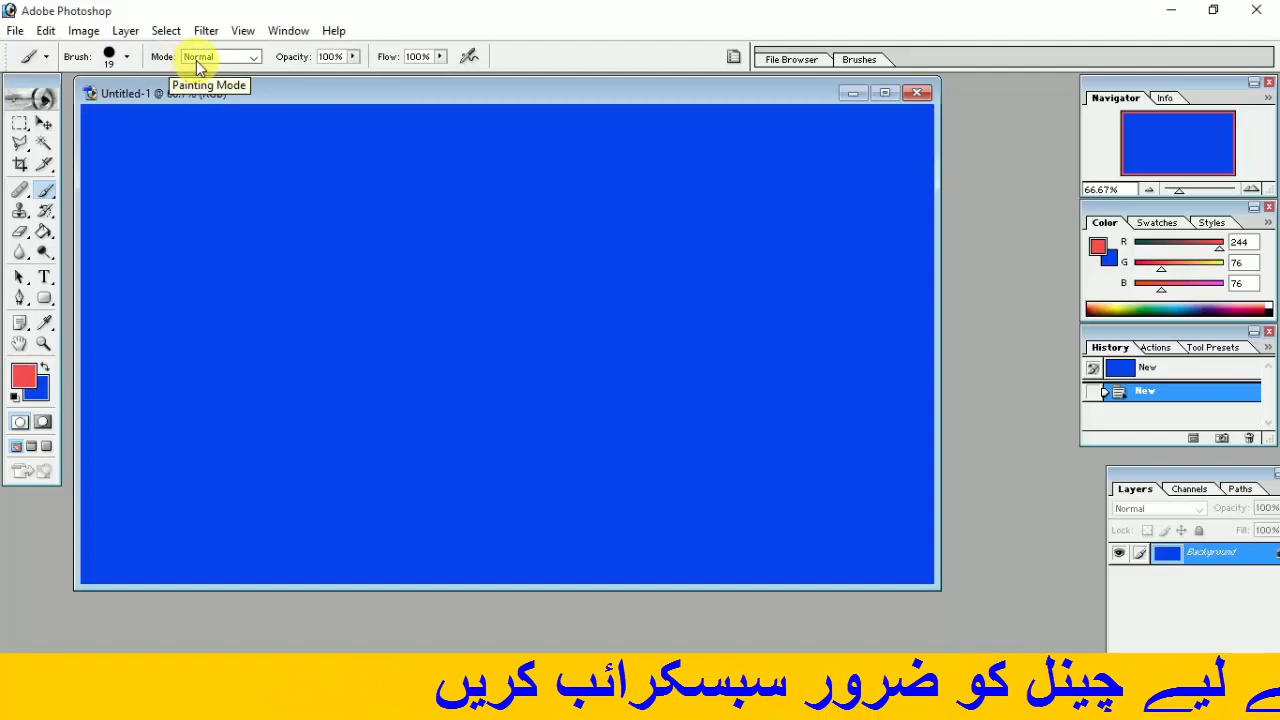 Adobe Photoshop
File Edit Image Layer Select Filter View Window Help
Brush: 19 Mode: Normal Opacity: 100% Flow: 100% File Browser Brushes
Painting Mode
Untitled-1 @
Navigator Info
66.67%
Color Swatches Styles
R 244
G 76
B 76
History Actions Tool Presets
New
New
Layers Channels Paths
Normal Opacity: 100%
Lock: Fill: 100%
Background
لیے چینل کو ضرور سبسکرائب کریں